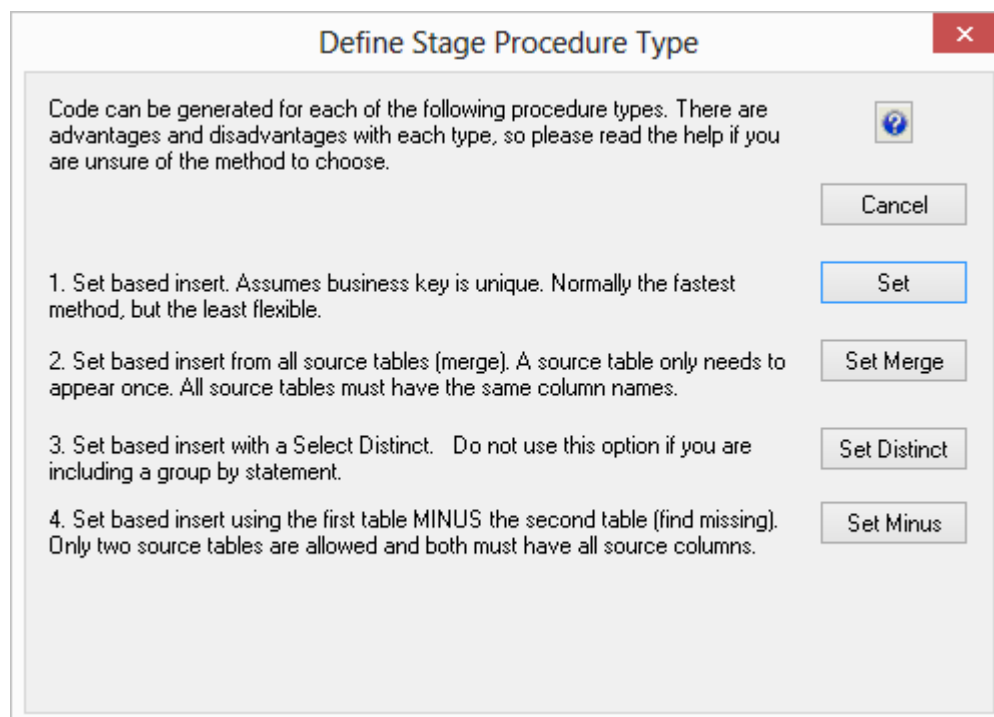 Define Stage Procedure Type
Code can be generated for each of the following procedure types. There are
advantages and disadvantages with each type, so please read the help if you
are unsure of the method to choose.
Cancel
1. Set based insert. Assumes business key is unique. Normally the fastest
method, but the least flexible.
Set
2. Set based insert from all source tables (merge). A source table only needs to
appear once. All source tables must have the same column names.
Set Merge
3. Set based insert with a Select Distinct.   Do not use this option if you are
including a group by statement.
Set Distinct
4. Set based insert using the first table MINUS the second table (find missing).
Only two source tables are allowed and both must have all source columns.
Set Minus